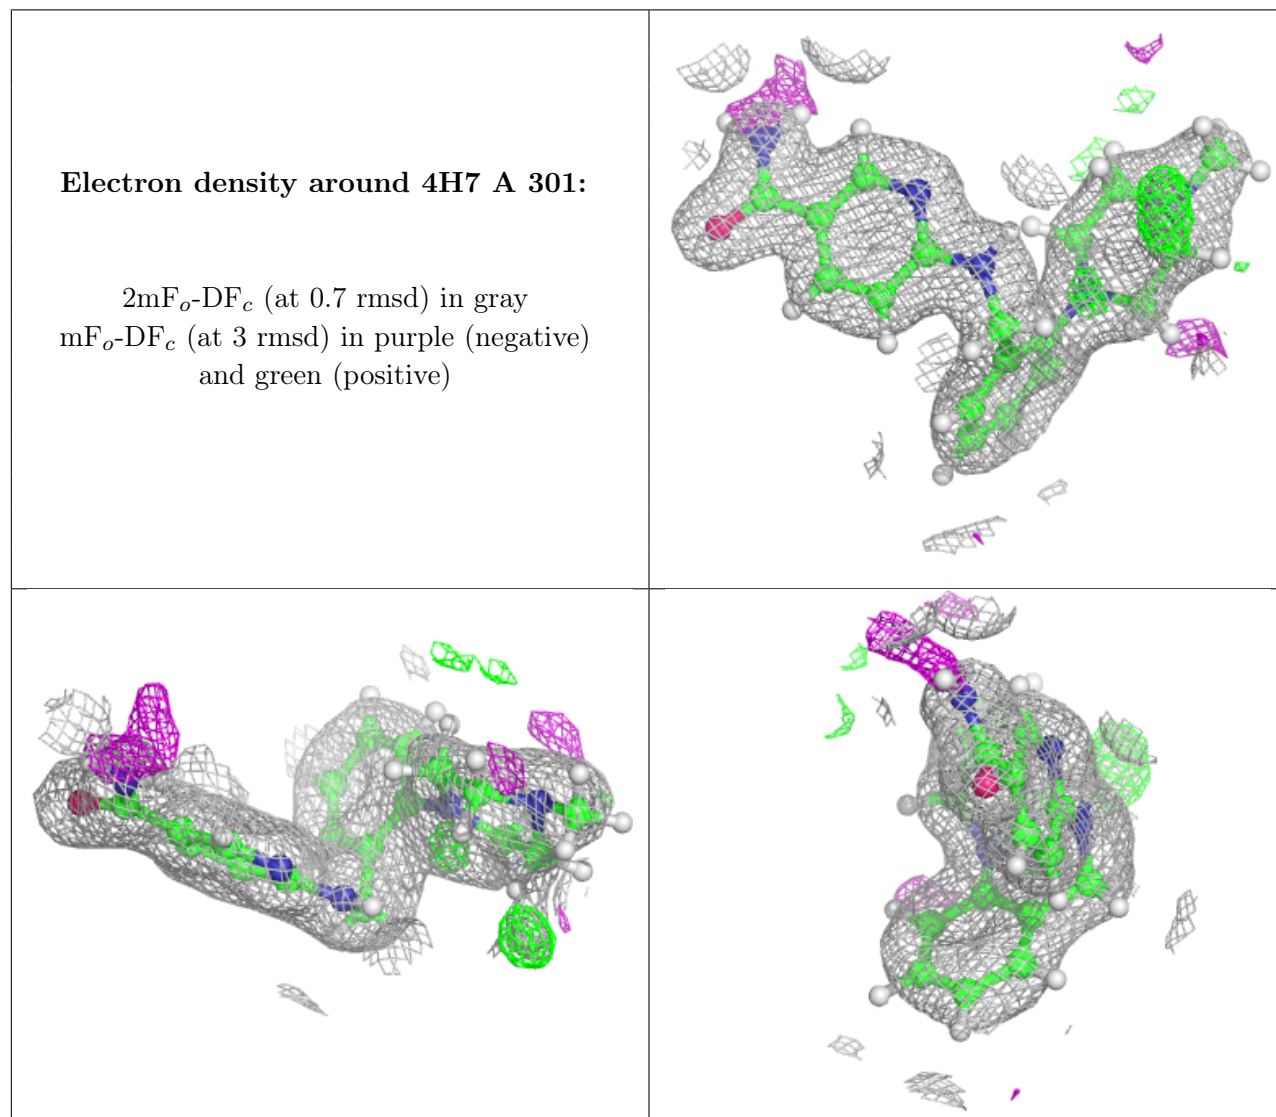 Electron density around 4H7 A 301:
2mFo-DFc (at 0.7 rmsd) in gray
mFo-DFc (at 3 rmsd) in purple (negative)
and green (positive)